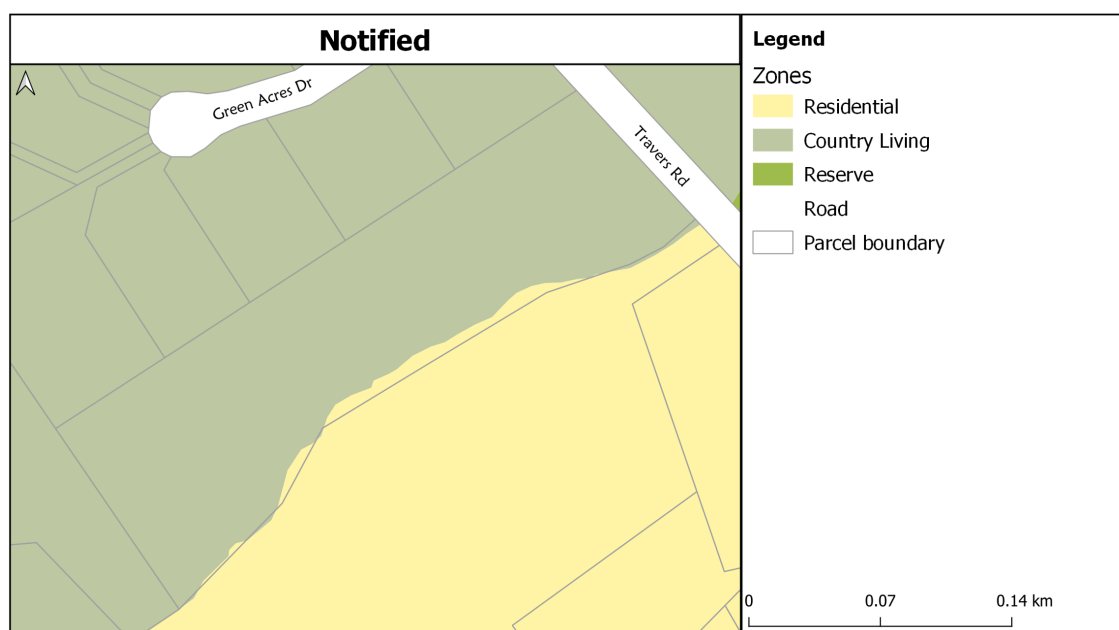 Notified
Green Acres Dr
Travers Rd
Legend
Zones
Residential
Country Living
Reserve
Road
Parcel boundary
0 0.07 0.14 km